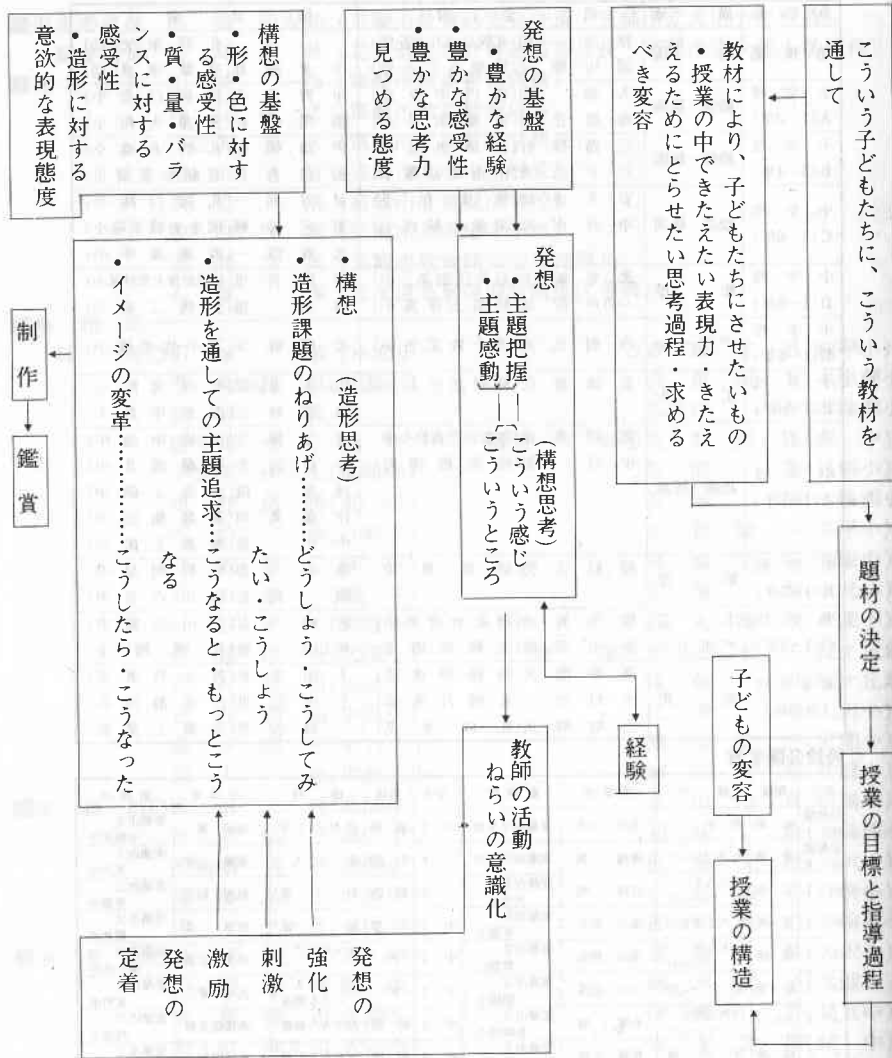 こういう子どもたちに、こういう教材を
通して
教材により、子どもたちにさせたいもの
・授業の中できたえたい表現力・きたえ
えるためにとらせたい思考過程・求める
べき変容
題材の決定
授業の目標と指導過程
子どもの変容
授業の構造
発想の基盤
・豊かな経験
・豊かな感受性
・豊かな思考力
見つめる態度
発想 (構想思考)
・主題把握 こういう感じ
・主題感動 こういうところ
経験
教師の活動
ねらいの意識化
構想の基盤
・形・色に対す
る感受性
・質・量・バラ
ンスに対する
感受性
・造形に対する
意欲的な表現態度
・構想 (造形思考)
・造形課題のねりあげ……どうしょう・こうしてみ
たい・こうしょう
・造形を通しての主題追求…こうなると・もっとこう
なる
・イメージの変革………こうしたら・こうなった
発想の
強化
刺激
激励
発想の
定着
制作
鑑賞